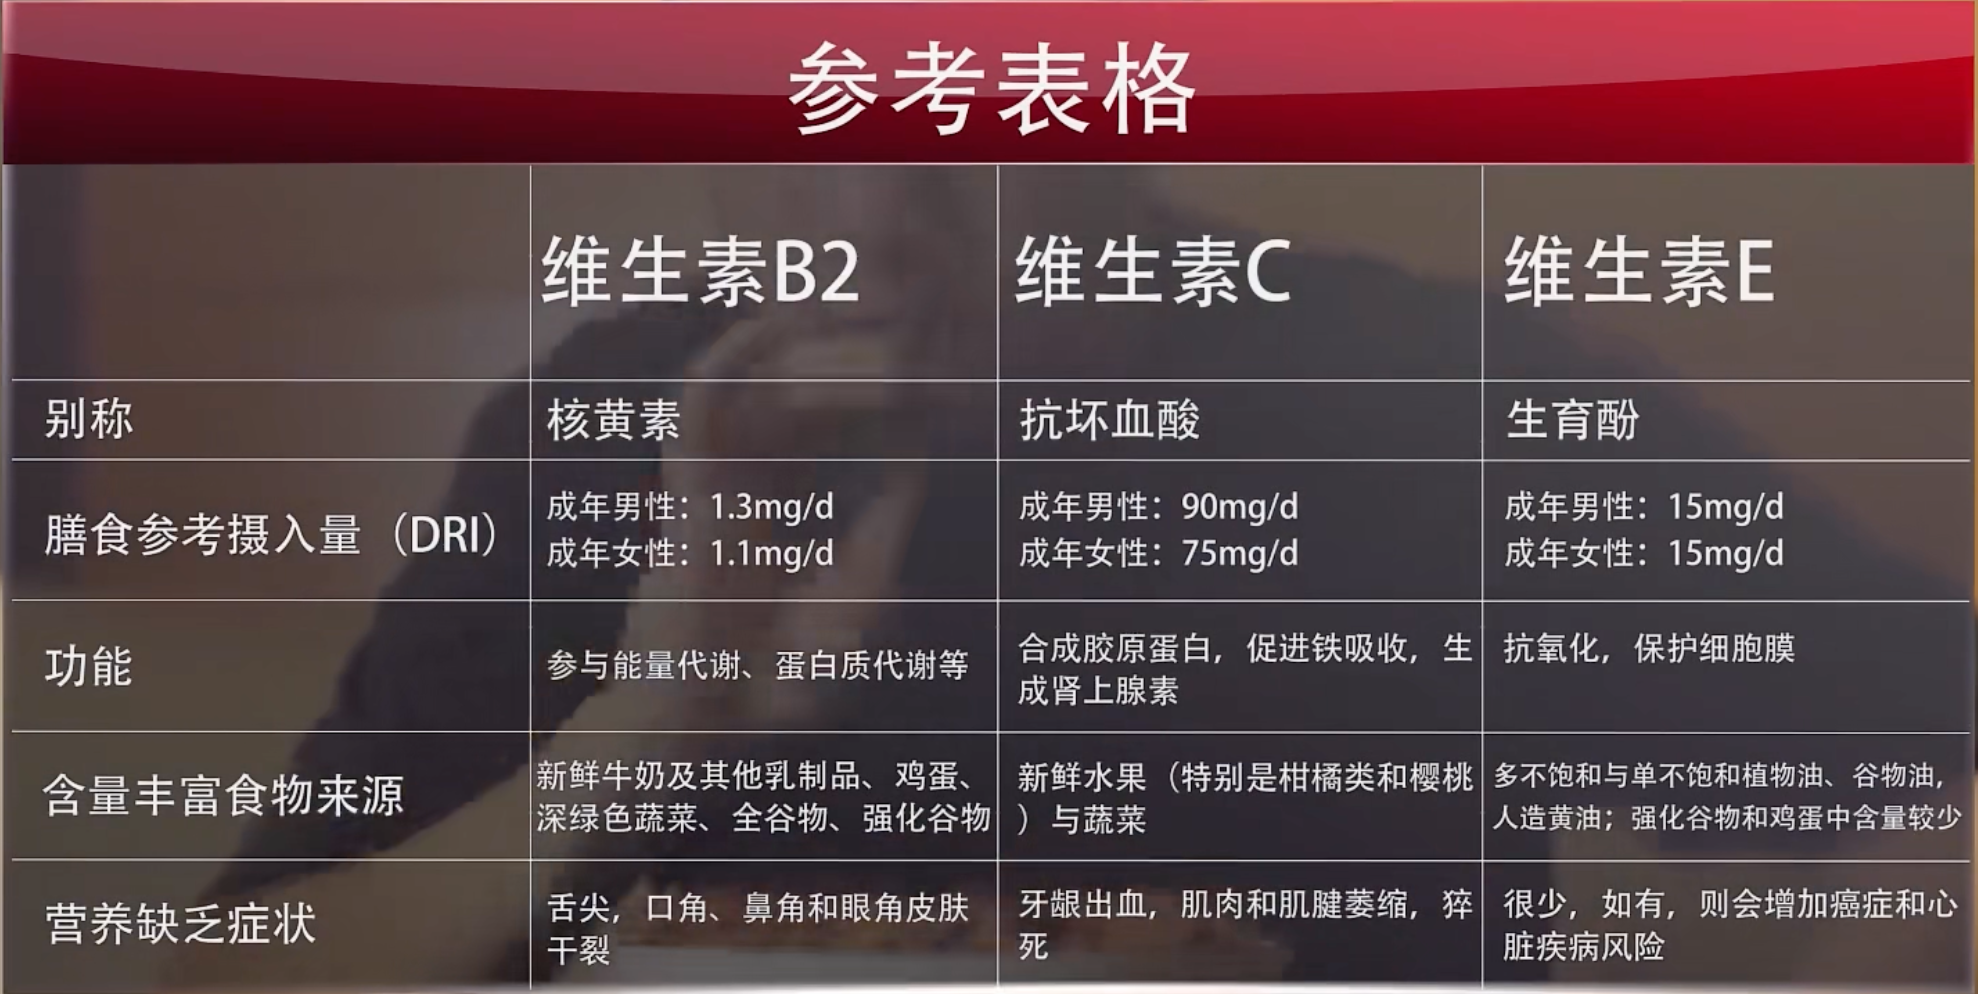 参考表格
维生素B2
维生素C
维生素E
别称
核黄素
抗坏血酸
生育酚
膳食参考摄入量（DRI）
成年男性：1.3mg/d
成年女性：1.1mg/d
成年男性：90mg/d
成年女性：75mg/d
成年男性：15mg/d
成年女性：15mg/d
功能
参与能量代谢、蛋白质代谢等
合成胶原蛋白，促进铁吸收，生
成肾上腺素
抗氧化，保护细胞膜
含量丰富食物来源
新鲜牛奶及其他乳制品、鸡蛋、
深绿色蔬菜、全谷物、强化谷物
新鲜水果（特别是柑橘类和樱桃
）与蔬菜
多不饱和与单不饱和植物油、谷物油，
人造黄油；强化谷物和鸡蛋中含量较少
营养缺乏症状
舌尖，口角、鼻角和眼角皮肤
干裂
牙龈出血，肌肉和肌腱萎缩，猝
死
很少，如有，则会增加癌症和心
脏疾病风险